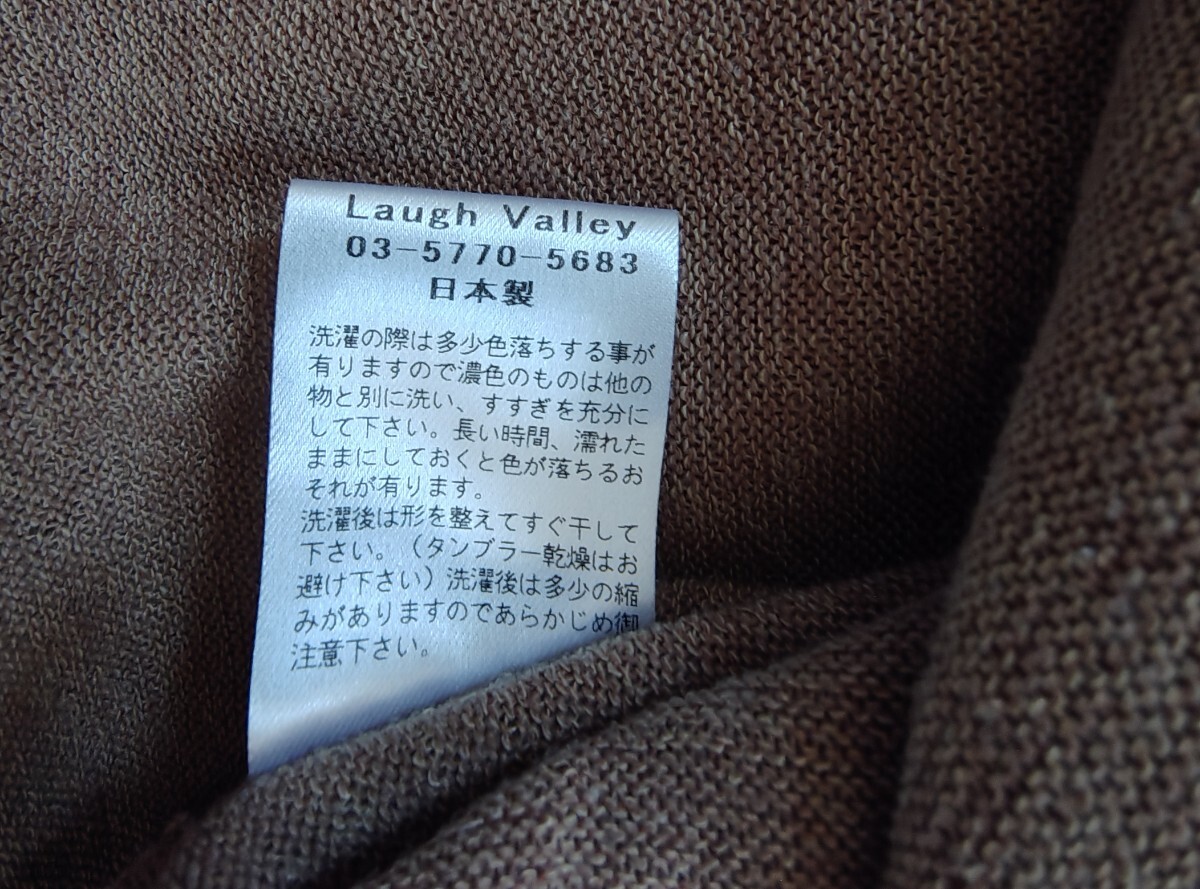 Laugh Valley
03-5770-5683
日本製
洗濯の際は多少色落ちする事が
有りますので濃色のものは他の
物と別に洗い、すすぎを充分に
して下さい。長い時間、濡れた
ままにしておくと色が落ちるお
それが有ります。
洗濯後は形を整えてすぐ干して
下さい。（タンブラー乾燥はお
避け下さい）洗濯後は多少の縮
みがありますのであらかじめ御
注意下さい。